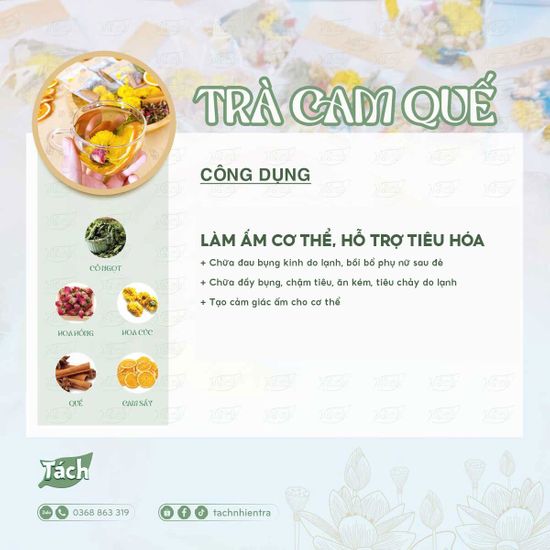 TRÀ CAM QUẾ
CÔNG DỤNG
LÀM ẤM CƠ THỂ, HỖ TRỢ TIÊU HÓA
+ Chữa đau bụng kinh do lạnh, bồi bổ phụ nữ sau đẻ
+ Chữa đầy bụng, chậm tiêu, ăn kém, tiêu chảy do lạnh
+ Tạo cảm giác ấm cho cơ thể
CỎ NGỌT
HOA HỒNG
HOA CÚC
QUẾ
CAM SẤY
Tách
Zalo
0368 863 319
tachnhientra